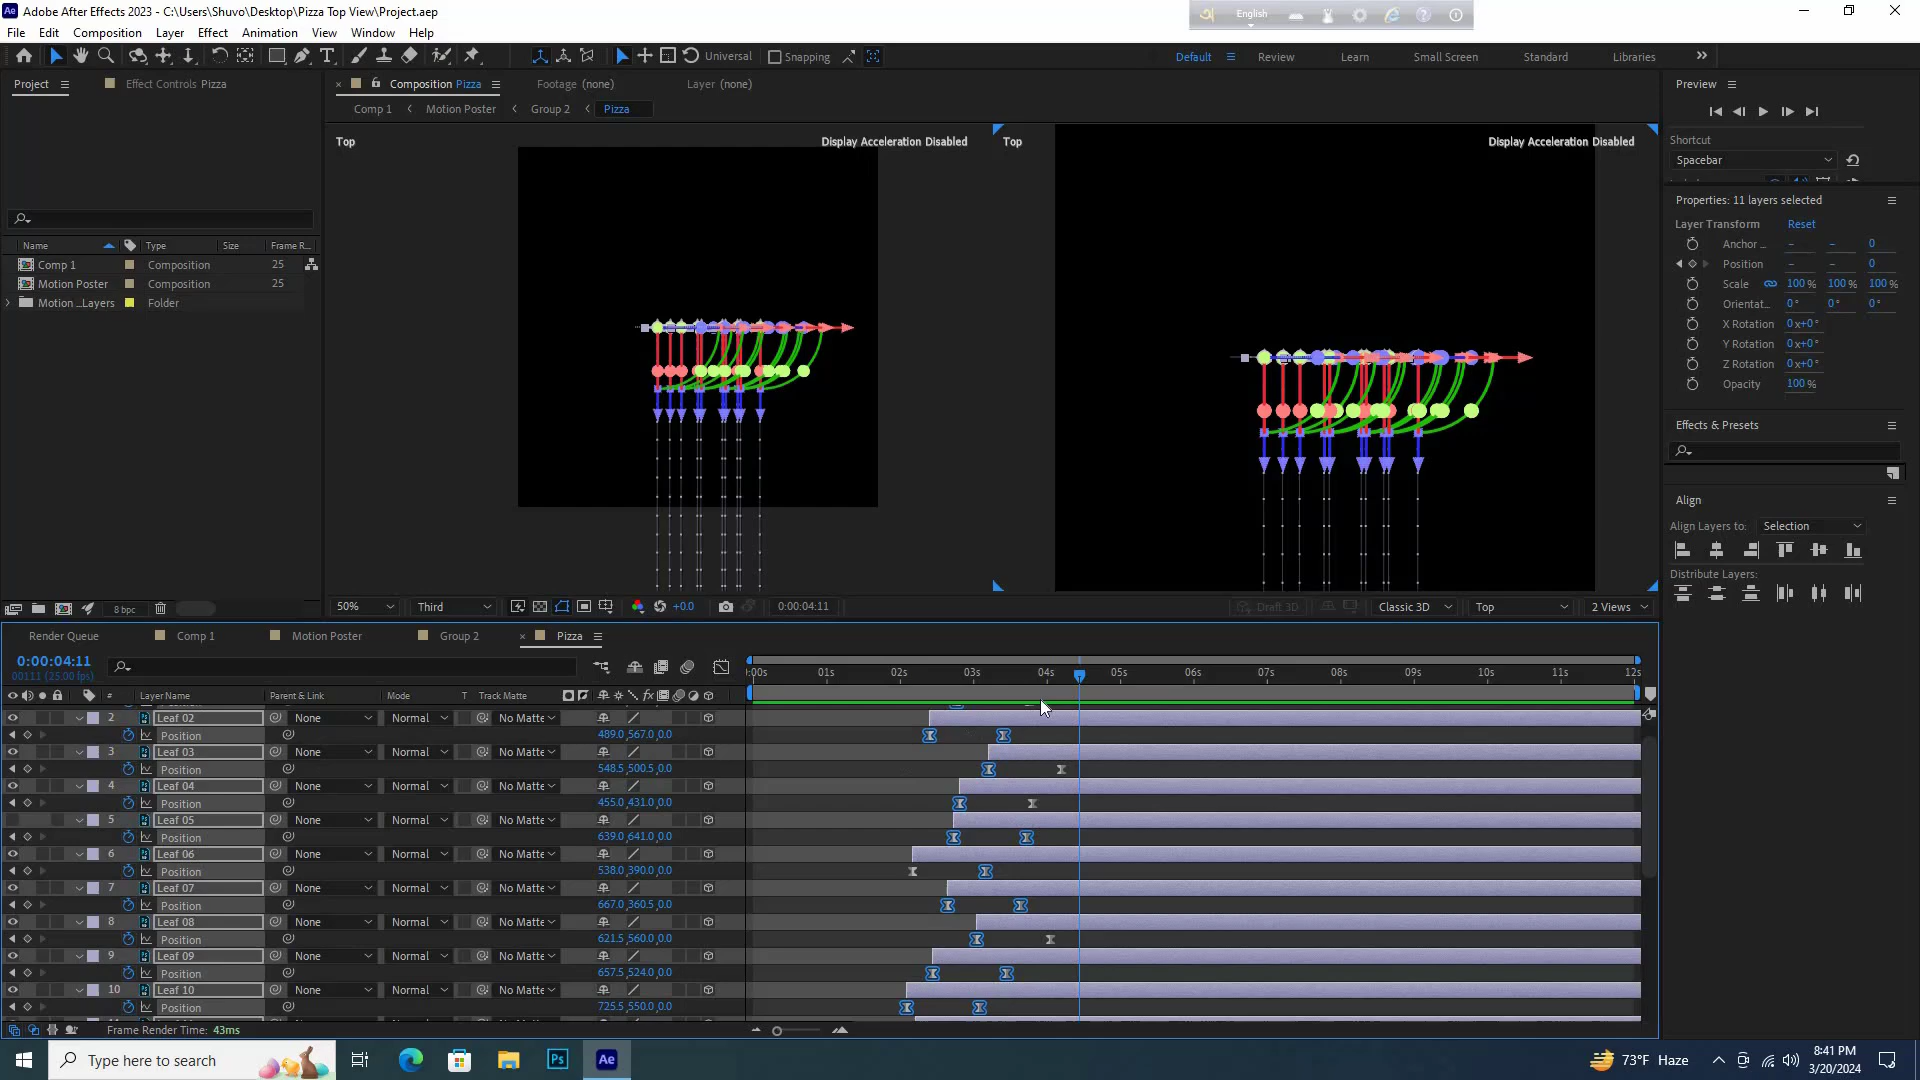 Adobe After Effects 2023 - C:\Users\Shuvo\Desktop\Pizza Top View\Project.aep
English
File Edit Composition Layer Effect Animation View Window Help
Universal Snapping Default Review Learn Small Screen Standard Libraries
Project Effect Controls Pizza
Composition Pizza Footage (none) Layer (none)
Preview
Comp 1 Motion Poster Group 2 Pizza
Top Display Acceleration Disabled Top Display Acceleration Disabled
Shortcut
Spacebar
Properties: 11 layers selected
Layer Transform Reset
Anchor ... - - 0
Position - - 0
Scale 100 % 100 % 100 %
Orientat... 0° 0° 0°
X Rotation 0x+0°
Y Rotation 0x+0°
Z Rotation 0x+0°
Opacity 100 %
Effects & Presets
Align
Align Layers to: Selection
Distribute Layers:
Name Type Size Frame R...
Comp 1 Composition 25
Motion Poster Composition 25
Motion ...Layers Folder
8 bpc
50% Third +0.0 0:00:04:11 Draft 3D Classic 3D Top 2 Views
Render Queue Comp 1 Motion Poster Group 2 Pizza
0:00:04:11
00111 (25.00 fps)
:00s 01s 02s 03s 04s 05s 06s 07s 08s 09s 10s 11s 12s
# Layer Name Parent & Link Mode T Track Matte
2 Leaf 02 None Normal No Matte
Position 489.0,567.0,0.0
3 Leaf 03 None Normal No Matte
Position 548.5,500.5,0.0
4 Leaf 04 None Normal No Matte
Position 455.0,431.0,0.0
5 Leaf 05 None Normal No Matte
Position 639.0,641.0,0.0
6 Leaf 06 None Normal No Matte
Position 538.0,390.0,0.0
7 Leaf 07 None Normal No Matte
Position 667.0,360.5,0.0
8 Leaf 08 None Normal No Matte
Position 621.5,560.0,0.0
9 Leaf 09 None Normal No Matte
Position 657.5,524.0,0.0
10 Leaf 10 None Normal No Matte
Position 725.5,550.0,0.0
Frame Render Time: 43ms
Type here to search Ps Ae 73°F Haze
8:41 PM
3/20/2024